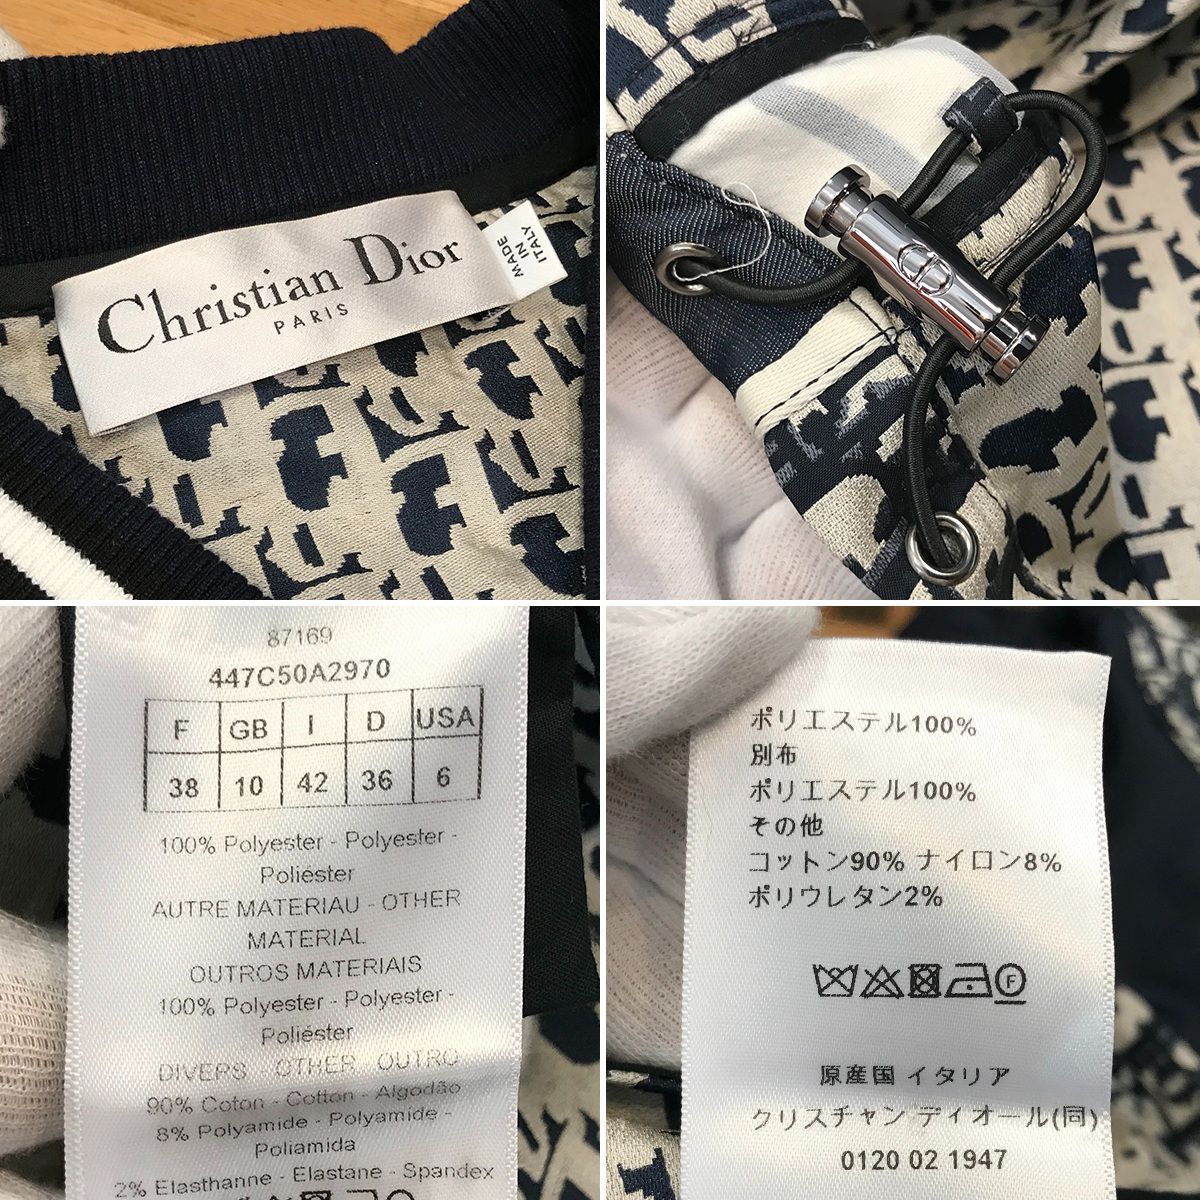 Christian Dior
PARIS
MADE
IN
ITALY
CD
87169
447C50A2970
F GB I D USA
38 10 42 36 6
100% Polyester - Polyester -
Poliéster
AUTRE MATERIAU - OTHER
MATERIAL
OUTROS MATERIAIS
100% Polyester - Polyester -
Poliéster
DIVERS - OTHER - OUTRO
90% Coton - Cotton - Algodão
8% Polyamide - Polyamide -
Poliamida
2% Elasthanne - Elastane - Spandex
ポリエステル100%
別布
ポリエステル100%
その他
コットン90% ナイロン8%
ポリウレタン2%
F
原産国 イタリア
クリスチャン ディオール(同)
0120 02 1947